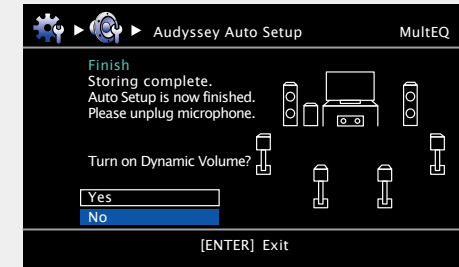 Audyssey Auto Setup MultEQ
Finish
Storing complete.
Auto Setup is now finished.
Please unplug microphone.
Turn on Dynamic Volume?
Yes
No
[ENTER] Exit